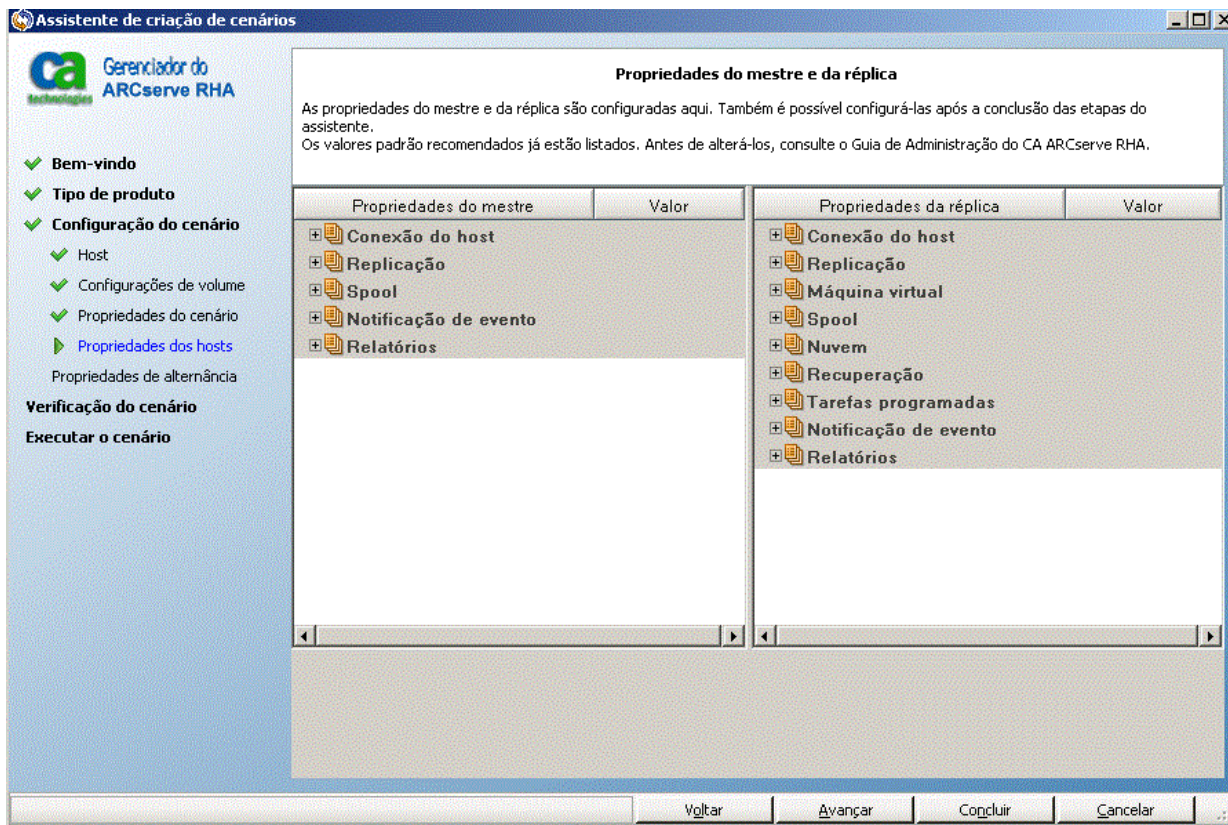 Assistente de criação de cenários
ca
technologies
Gerenciador do
ARCserve RHA
Bem-vindo
Tipo de produto
Configuração do cenário
Host
Configurações de volume
Propriedades do cenário
Propriedades dos hosts
Propriedades de alternância
Verificação do cenário
Executar o cenário
Propriedades do mestre e da réplica
As propriedades do mestre e da réplica são configuradas aqui. Também é possível configurá-las após a conclusão das etapas do
assistente.
Os valores padrão recomendados já estão listados. Antes de alterá-los, consulte o Guia de Administração do CA ARCserve RHA.
Propriedades do mestre Valor
Conexão do host
Replicação
Spool
Notificação de evento
Relatórios
Propriedades da réplica Valor
Conexão do host
Replicação
Máquina virtual
Spool
Nuvem
Recuperação
Tarefas programadas
Notificação de evento
Relatórios
Voltar Avançar Concluir Cancelar